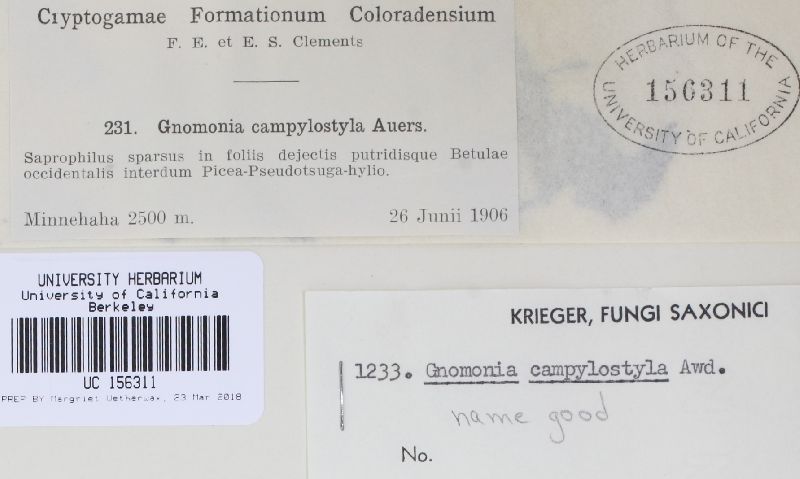 Cryptogamae Formationum Coloradensium
F. E. et E. S. Clements
231. Gnomonia campylostyla Auers.
Saprophilus sparsus in foliis dejectis putridisque Betulae
occidentalis interdum Picea-Pseudotsuga-hylio.
Minnehaha 2500 m. 26 Junii 1906
HERBARIUM OF THE
156311
UNIVERSITY OF CALIFORNIA
UNIVERSITY HERBARIUM
University of California
Berkeley
UC 156311
PREP BY Margriet Wetherwax, 23 Mar 2018
KRIEGER, FUNGI SAXONICI
1233. Gnomonia campylostyla Awd.
name good
No.